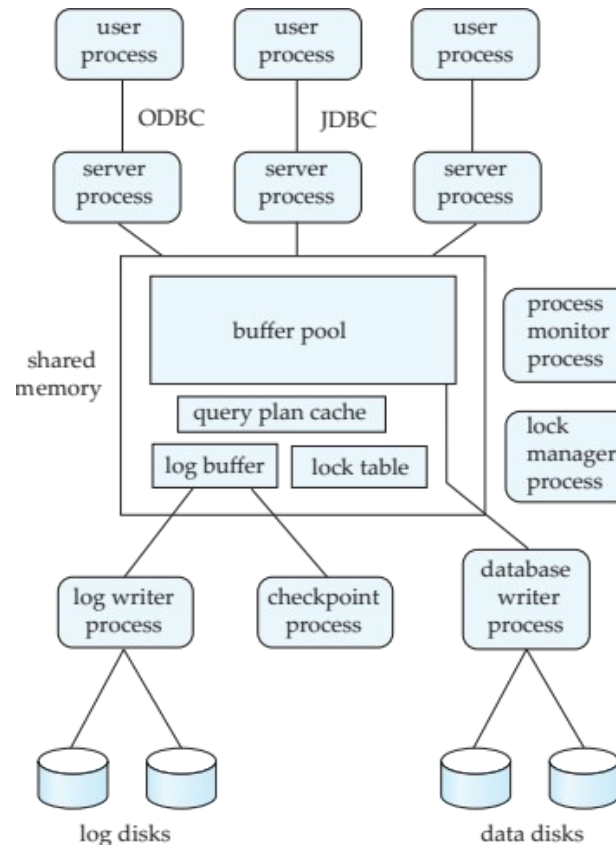 user
process
user
process
user
process
ODBC
JDBC
server
process
server
process
server
process
shared
memory
buffer pool
query plan cache
log buffer
lock table
process
monitor
process
lock
manager
process
log writer
process
checkpoint
process
database
writer
process
log disks
data disks